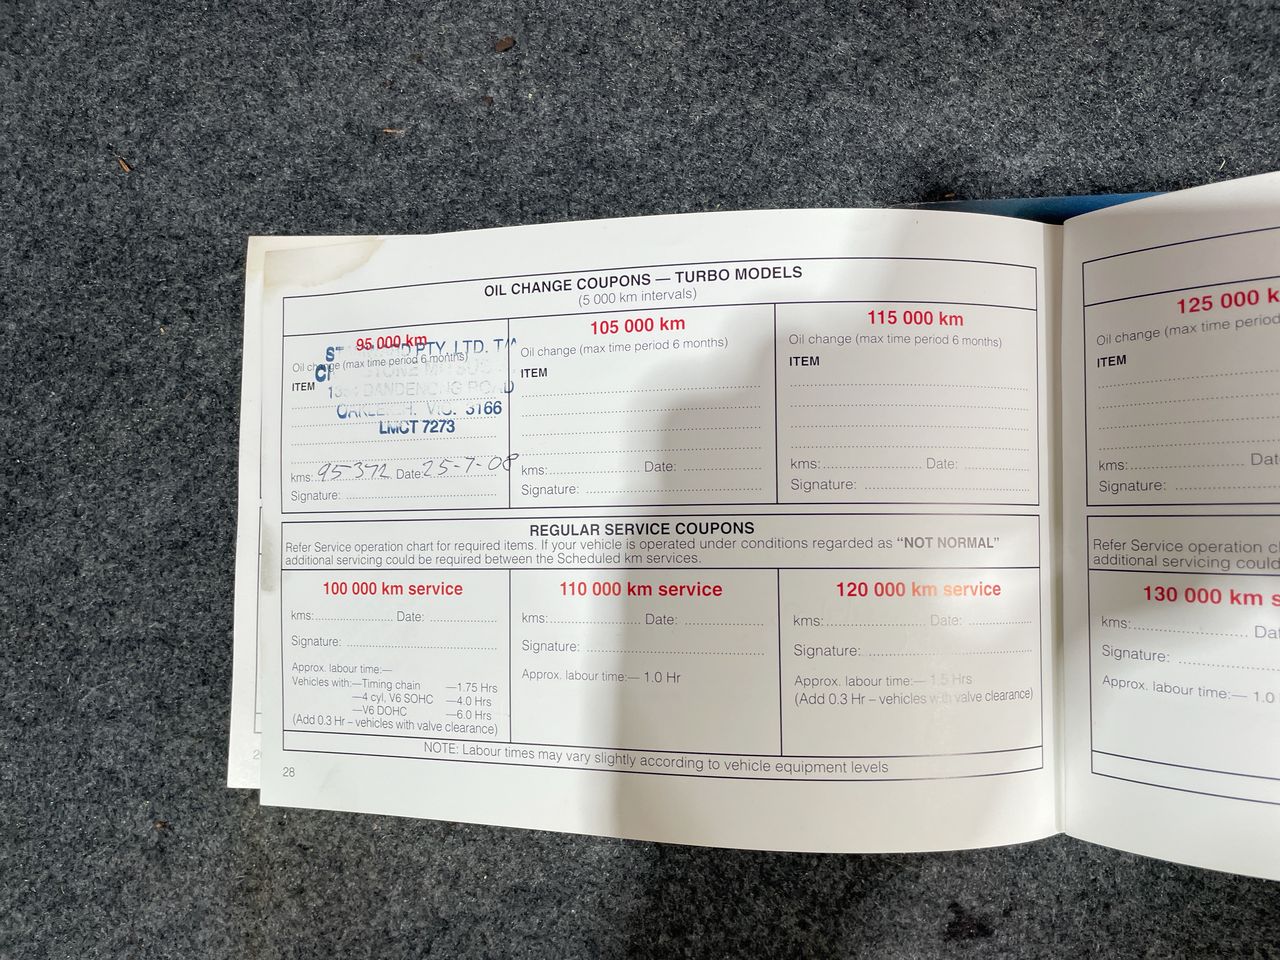 OIL CHANGE COUPONS — TURBO MODELS
(5 000 km intervals)
95 000 km
Oil change (max time period 6 months)
ITEM
PTY. LTD.
DANDENONG ROAD
OAKLEIGH. VIC. 3166
LMCT 7273
kms: 95372 Date: 25-7-08
Signature:
105 000 km
Oil change (max time period 6 months)
ITEM
kms: Date:
Signature:
115 000 km
Oil change (max time period 6 months)
ITEM
kms: Date:
Signature:
REGULAR SERVICE COUPONS
Refer Service operation chart for required items. If your vehicle is operated under conditions regarded as “NOT NORMAL”
additional servicing could be required between the Scheduled km services.
100 000 km service
kms: Date:
Signature:
Approx. labour time:—
Vehicles with:—Timing chain —1.75 Hrs
—4 cyl, V6 SOHC —4.0 Hrs
—V6 DOHC —6.0 Hrs
(Add 0.3 Hr – vehicles with valve clearance)
110 000 km service
kms: Date:
Signature:
Approx. labour time:— 1.0 Hr
120 000 km service
kms: Date:
Signature:
Approx. labour time:— 1.5 Hrs
(Add 0.3 Hr – vehicles with valve clearance)
NOTE: Labour times may vary slightly according to vehicle equipment levels
28
125 000
Oil change (max time period
ITEM
kms:
Signature:
Refer Service operation
additional servicing could
130 000 km
kms:
Signature:
Approx. labour time:— 1.0